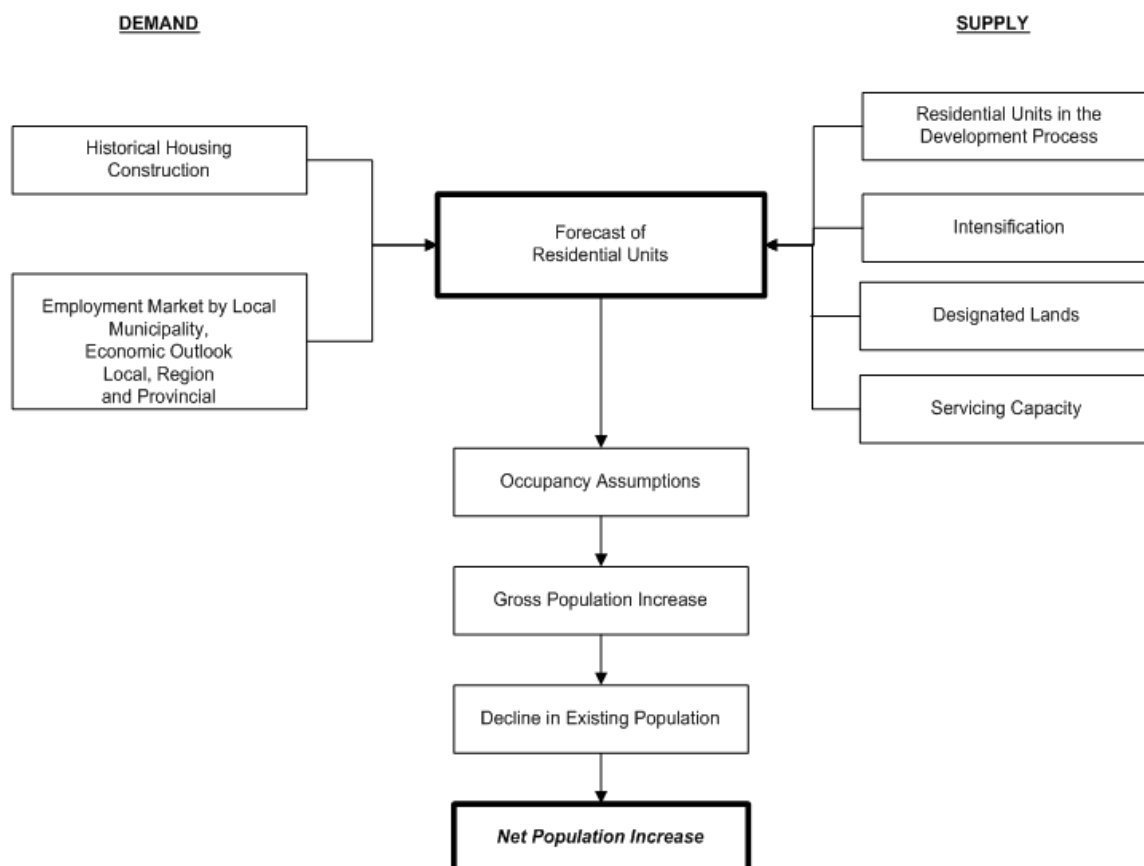 DEMAND
SUPPLY
Historical Housing
Construction
Employment Market by Local
Municipality,
Economic Outlook
Local, Region
and Provincial
Forecast of
Residential Units
Residential Units in the
Development Process
Intensification
Designated Lands
Servicing Capacity
Occupancy Assumptions
Gross Population Increase
Decline in Existing Population
Net Population Increase